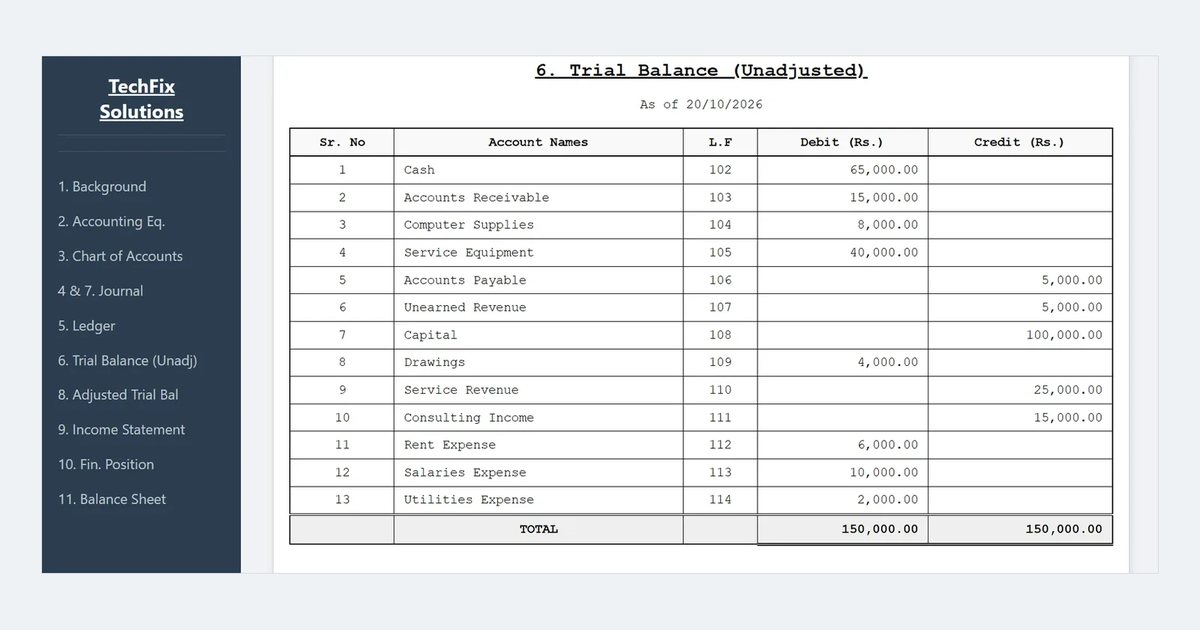 TechFix
Solutions
1. Background
2. Accounting Eq.
3. Chart of Accounts
4 & 7. Journal
5. Ledger
6. Trial Balance (Unadj)
8. Adjusted Trial Bal
9. Income Statement
10. Fin. Position
11. Balance Sheet
6. Trial Balance (Unadjusted)
As of 20/10/2026
Sr. No Account Names L.F Debit (Rs.) Credit (Rs.)
1 Cash 102 65,000.00
2 Accounts Receivable 103 15,000.00
3 Computer Supplies 104 8,000.00
4 Service Equipment 105 40,000.00
5 Accounts Payable 106 5,000.00
6 Unearned Revenue 107 5,000.00
7 Capital 108 100,000.00
8 Drawings 109 4,000.00
9 Service Revenue 110 25,000.00
10 Consulting Income 111 15,000.00
11 Rent Expense 112 6,000.00
12 Salaries Expense 113 10,000.00
13 Utilities Expense 114 2,000.00
TOTAL 150,000.00 150,000.00